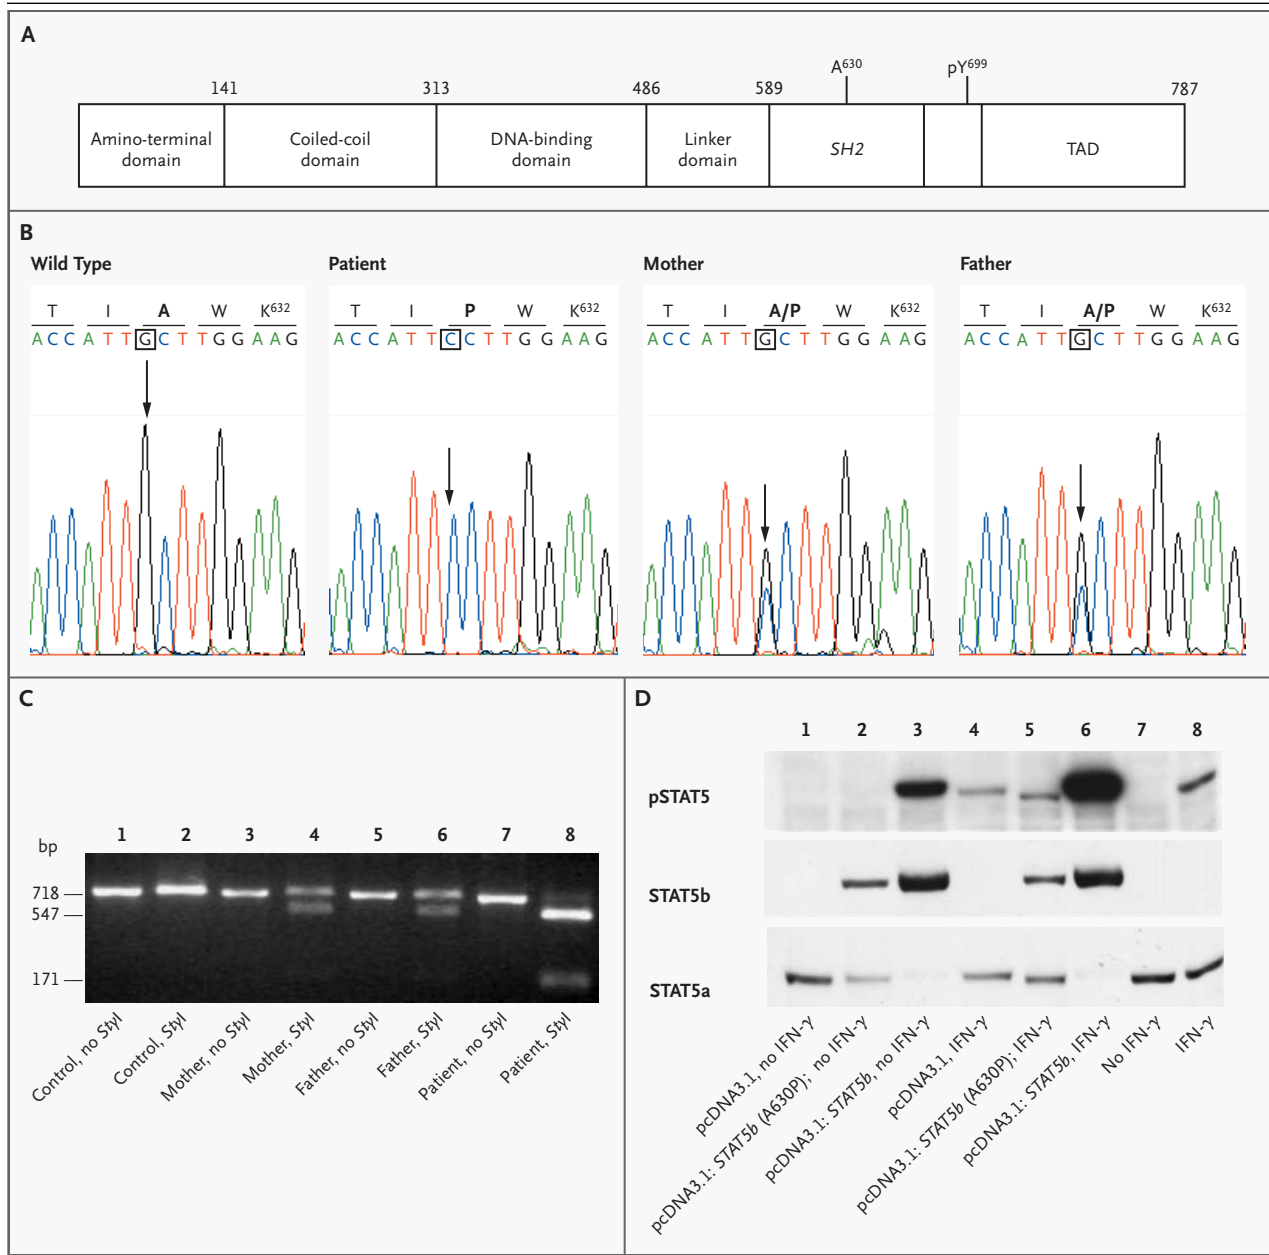 A
A⁶³⁰ pY⁶⁹⁹
141 313 486 589 787
Amino-terminal domain
Coiled-coil domain
DNA-binding domain
Linker domain
SH2
TAD
B
Wild Type
T I A W K⁶³²
A C C A T T G C T T G G A A G
Patient
T I P W K⁶³²
A C C A T T C C T T G G A A G
Mother
T I A/P W K⁶³²
A C C A T T G C T T G G A A G
Father
T I A/P W K⁶³²
A C C A T T G C T T G G A A G
C
1 2 3 4 5 6 7 8
bp
718
547
171
Control, no StyI
Control, StyI
Mother, no StyI
Mother, StyI
Father, no StyI
Father, StyI
Patient, no StyI
Patient, StyI
D
1 2 3 4 5 6 7 8
pSTAT5
STAT5b
STAT5a
pcDNA3.1, no IFN-γ
pcDNA3.1: STAT5b (A630P); no IFN-γ
pcDNA3.1: STAT5b, no IFN-γ
pcDNA3.1, IFN-γ
pcDNA3.1: STAT5b (A630P); IFN-γ
pcDNA3.1: STAT5b, IFN-γ
No IFN-γ
IFN-γ